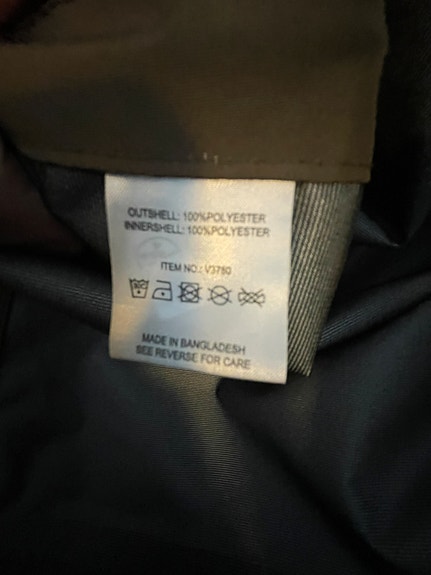 OUTSHELL: 100%POLYESTER
INNERSHELL: 100%POLYESTER
ITEM NO.: V3750
MADE IN BANGLADESH
SEE REVERSE FOR CARE